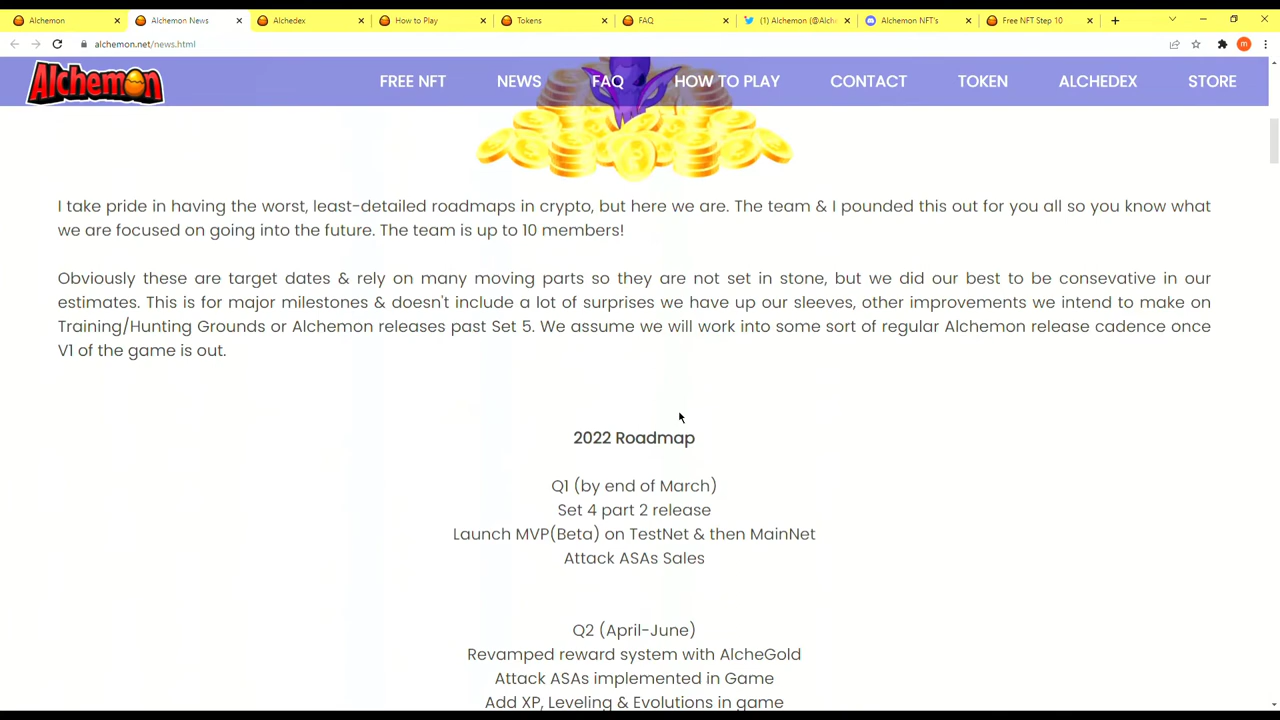 Alchemon
Alchemon News
Alchedex
How to Play
Tokens
FAQ
(1) Alchemon (@Alche
Alchemon NFT's
Free NFT Step 10
alchemon.net/news.html
m
Alchemon
FREE NFT
NEWS
FAQ
HOW TO PLAY
CONTACT
TOKEN
ALCHEDEX
STORE
I take pride in having the worst, least-detailed roadmaps in crypto, but here we are. The team & I pounded this out for you all so you know what
we are focused on going into the future. The team is up to 10 members!
Obviously these are target dates & rely on many moving parts so they are not set in stone, but we did our best to be consevative in our
estimates. This is for major milestones & doesn't include a lot of surprises we have up our sleeves, other improvements we intend to make on
Training/Hunting Grounds or Alchemon releases past Set 5. We assume we will work into some sort of regular Alchemon release cadence once
V1 of the game is out.
2022 Roadmap
Q1 (by end of March)
Set 4 part 2 release
Launch MVP(Beta) on TestNet & then MainNet
Attack ASAs Sales
Q2 (April-June)
Revamped reward system with AlcheGold
Attack ASAs implemented in Game
Add XP, Leveling & Evolutions in game